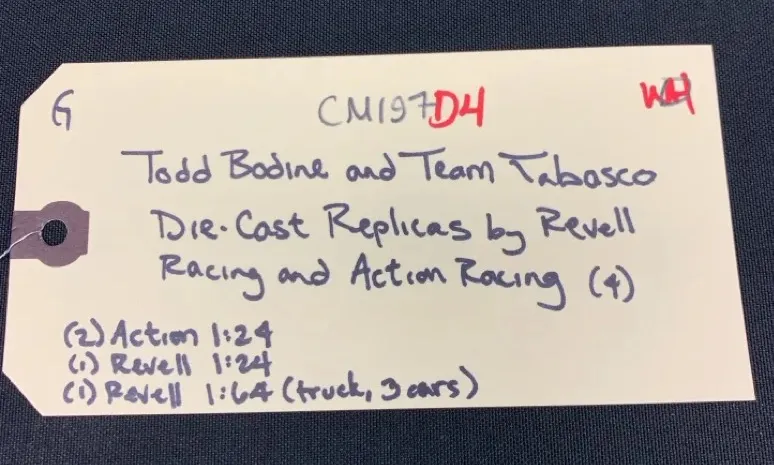 G CM197D4 W4
Todd Bodine and Team Tabasco
Die-Cast Replicas by Revell
Racing and Action Racing (4)
(2) Action 1:24
(1) Revell 1:24
(1) Revell 1:64 (truck, 3 cars)